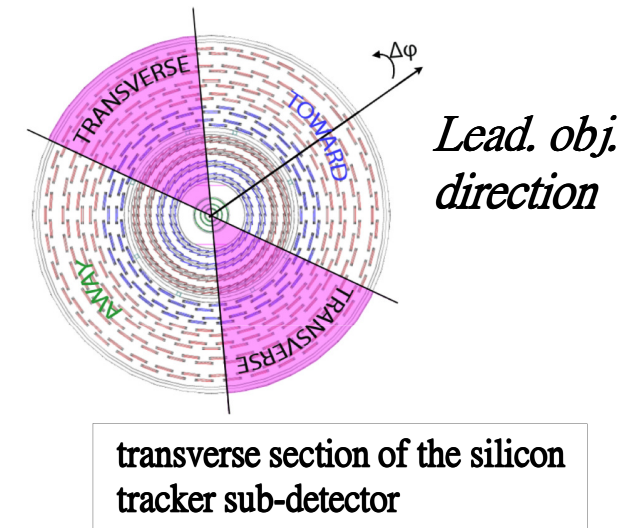 TRANSVERSE
Δφ
TOWARD
Lead. obj.
direction
AWAY
TRANSVERSE
transverse section of the silicon
tracker sub-detector